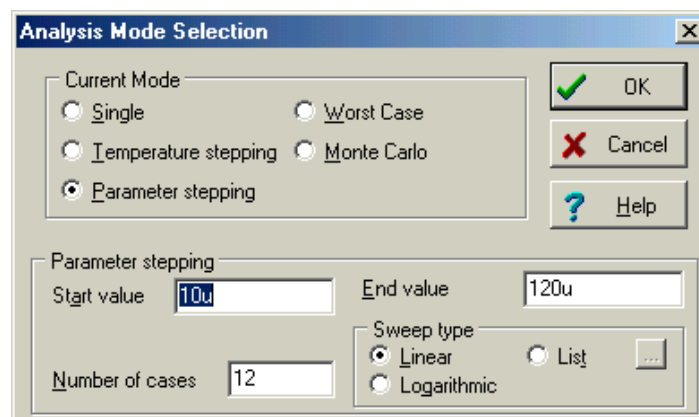 Analysis Mode Selection
Current Mode
Single
Worst Case
Temperature stepping
Monte Carlo
Parameter stepping
OK
Cancel
? Help
Parameter stepping
Start value 10u
End value 120u
Number of cases 12
Sweep type
Linear
List
...
Logarithmic